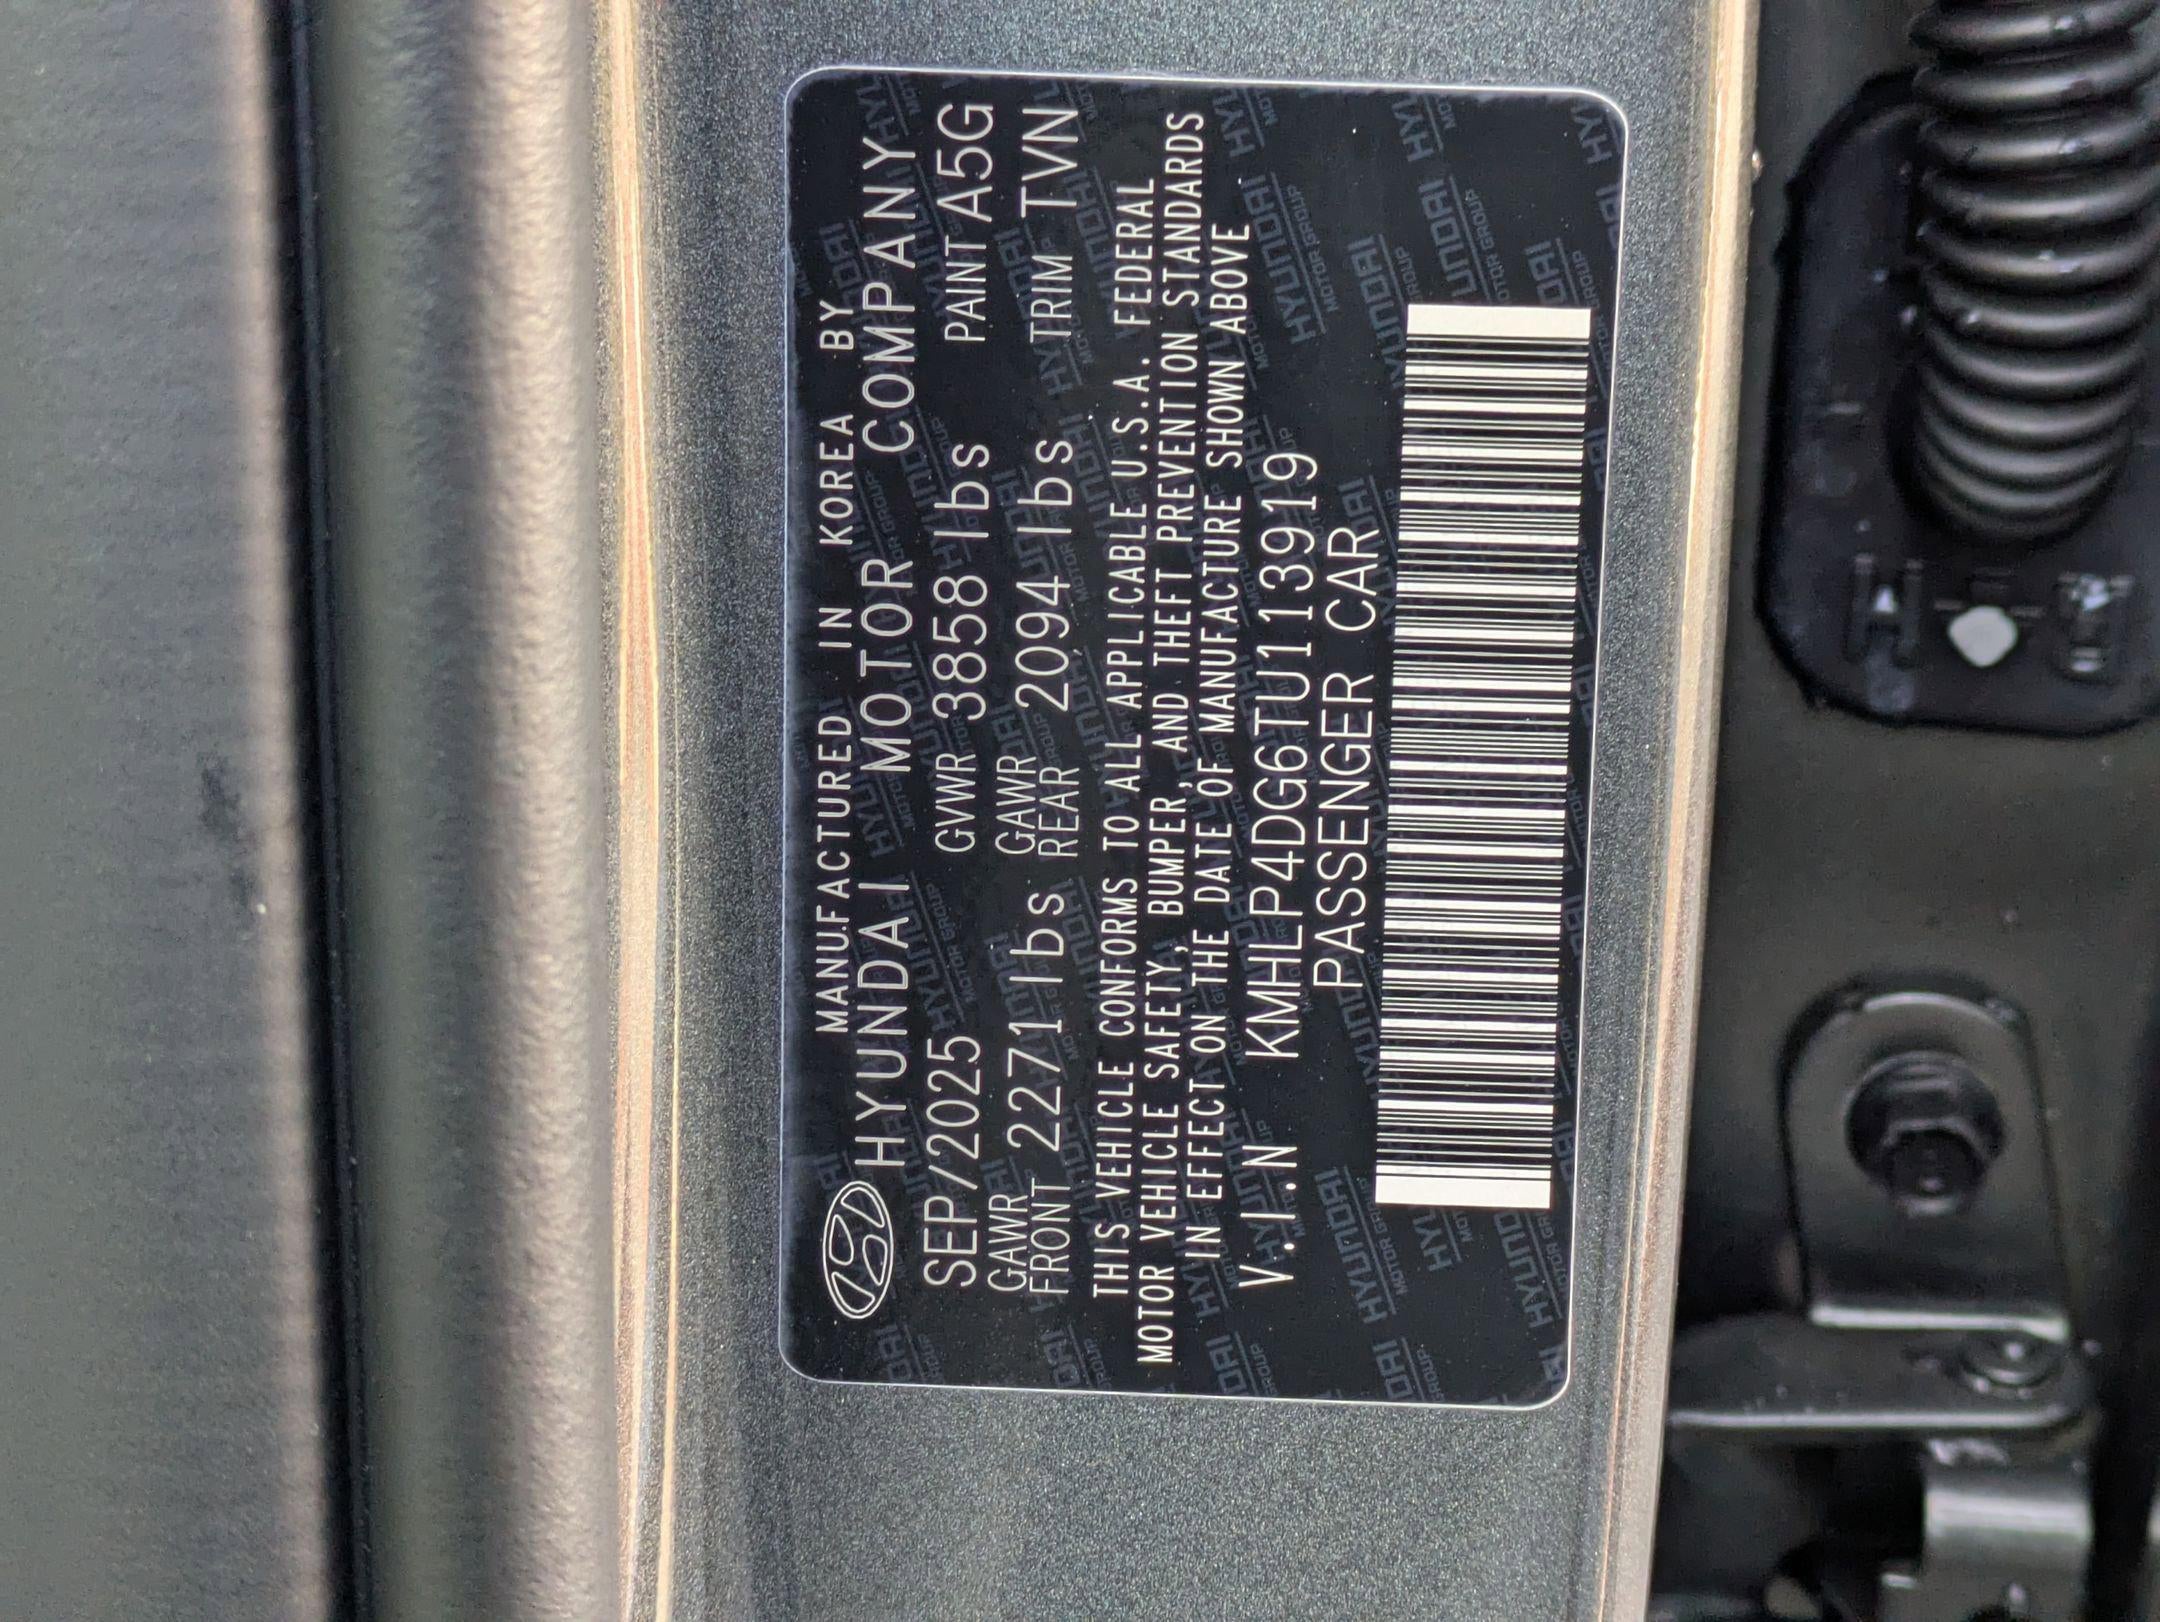 MANUFACTURED IN KOREA BY
HYUNDAI MOTOR COMPANY
SEP/2025 GVWR 3858 lbs PAINT A5G
GAWR FRONT 2271 lbs GAWR REAR 2094 lbs TRIM TVN
THIS VEHICLE CONFORMS TO ALL APPLICABLE U.S.A. FEDERAL
MOTOR VEHICLE SAFETY, BUMPER, AND THEFT PREVENTION STANDARDS
IN EFFECT ON THE DATE OF MANUFACTURE SHOWN ABOVE
V.I.N KMHLP4DG6TU113919
PASSENGER CAR